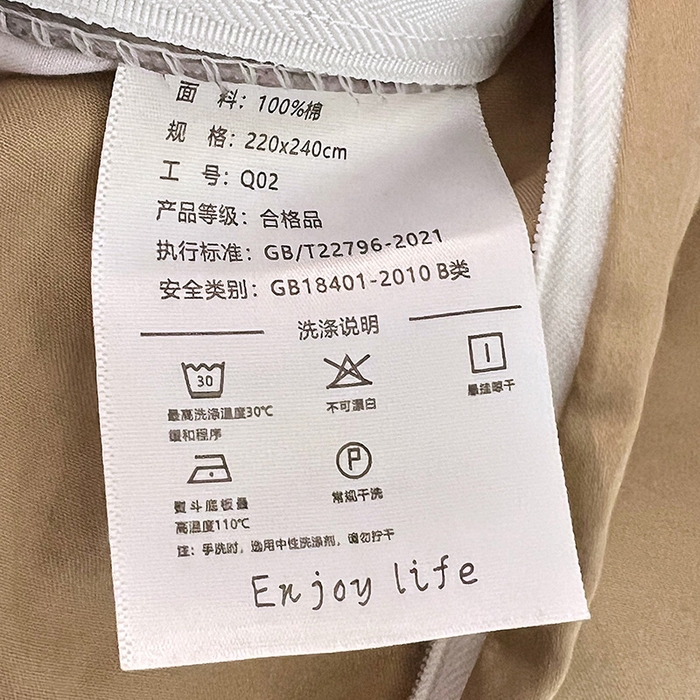 面 料：100%棉
规 格：220x240cm
工 号：Q02
产品等级：合格品
执行标准：GB/T22796-2021
安全类别：GB18401-2010 B类
洗涤说明
30
最高洗涤温度30℃
缓和程序
不可漂白
悬挂晾干
熨斗底板最
高温度110℃
P
常规干洗
注：手洗时，选用中性洗涤剂，请勿拧干
Enjoy life